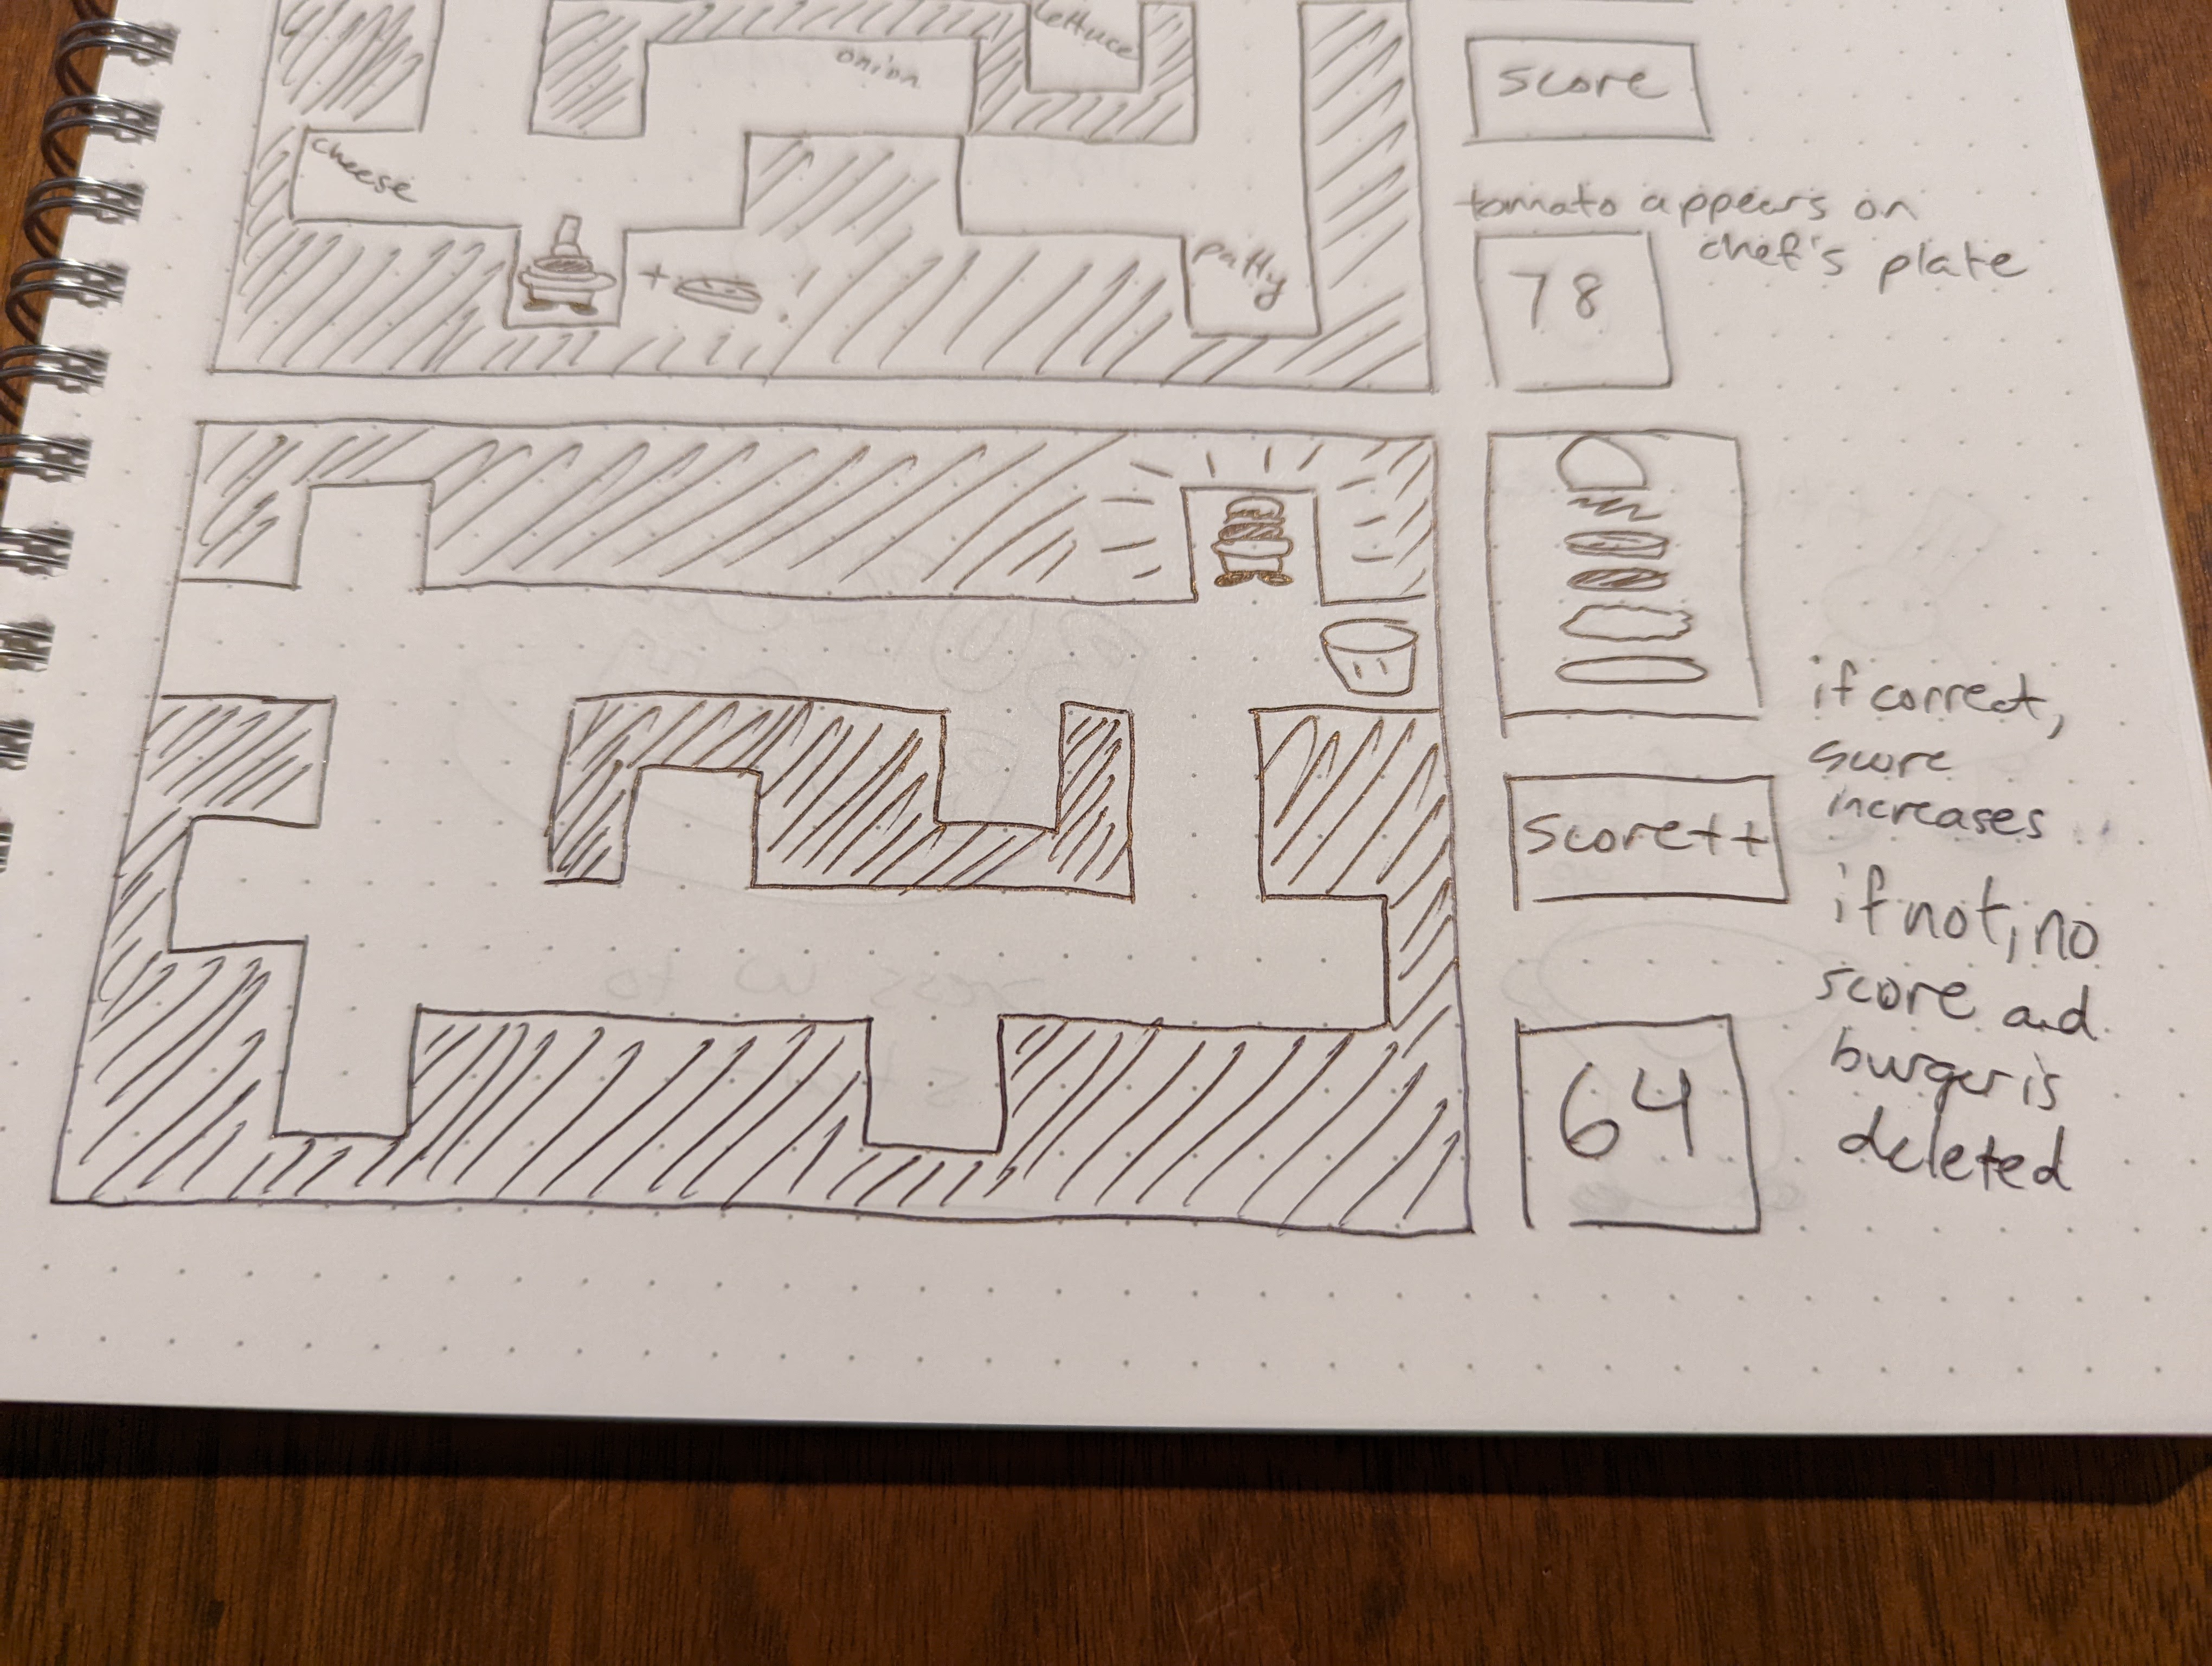 lettuce
onion
score
cheese
tomato appears on
chef's plate
patty
+
78
if correct,
score
increases
score++
if not, no
score and
burger is
deleted
64